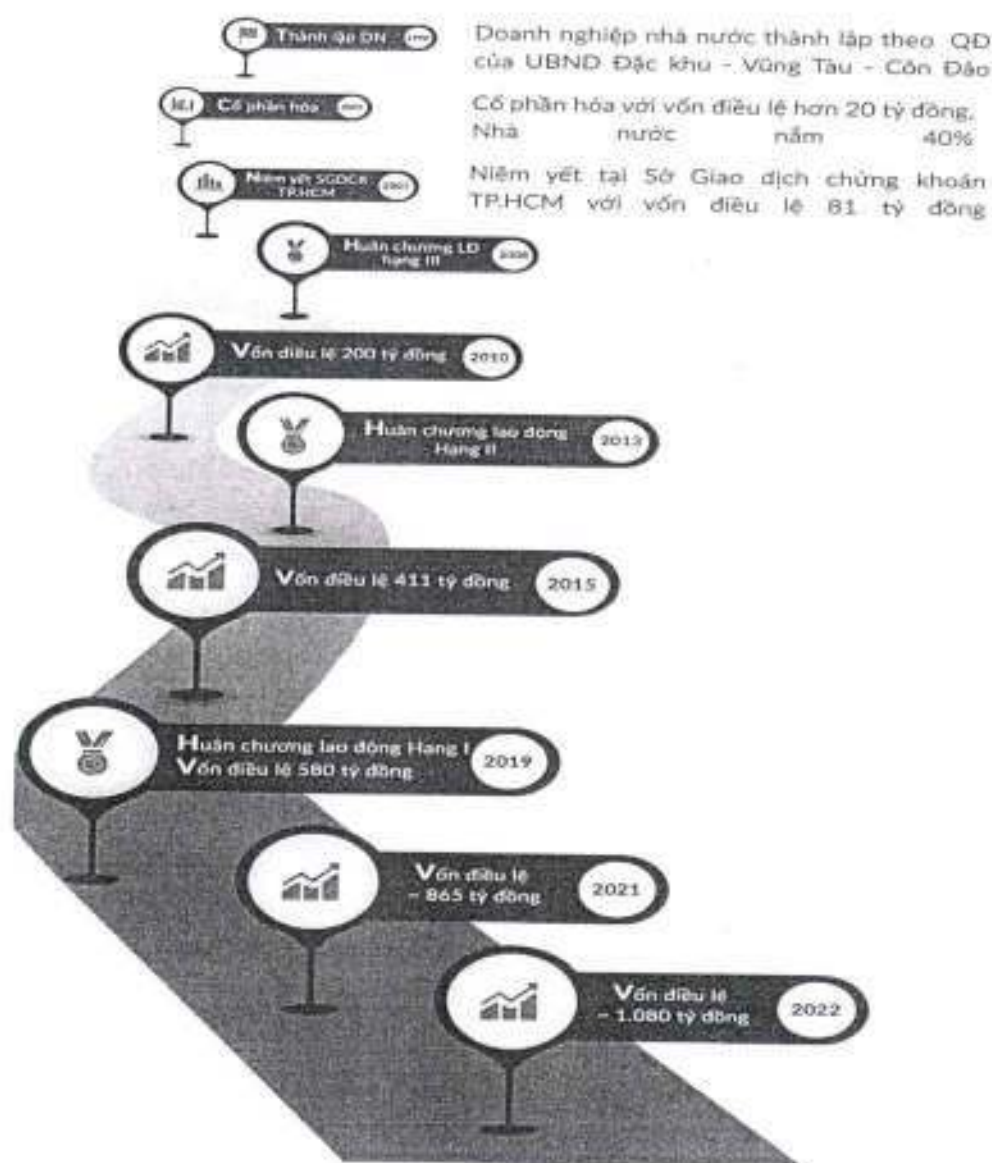 Thành lập DN
Doanh nghiệp nhà nước thành lập theo QĐ
của UBND Đặc khu - Vũng Tàu - Côn Đảo
Cổ phần hóa
Cổ phần hóa với vốn điều lệ hơn 20 tỷ đồng,
Nhà nước nắm 40%
Niêm yết SGDCK
TP.HCM
Niêm yết tại Sở Giao dịch chứng khoán
TP.HCM với vốn điều lệ 81 tỷ đồng
Huân chương LĐ
hạng III
Vốn điều lệ 200 tỷ đồng 2010
Huân chương lao động
Hạng II
2013
Vốn điều lệ 411 tỷ đồng 2015
Huân chương lao động Hạng I
Vốn điều lệ 580 tỷ đồng
2019
Vốn điều lệ
~ 865 tỷ đồng
2021
Vốn điều lệ
~ 1.080 tỷ đồng
2022